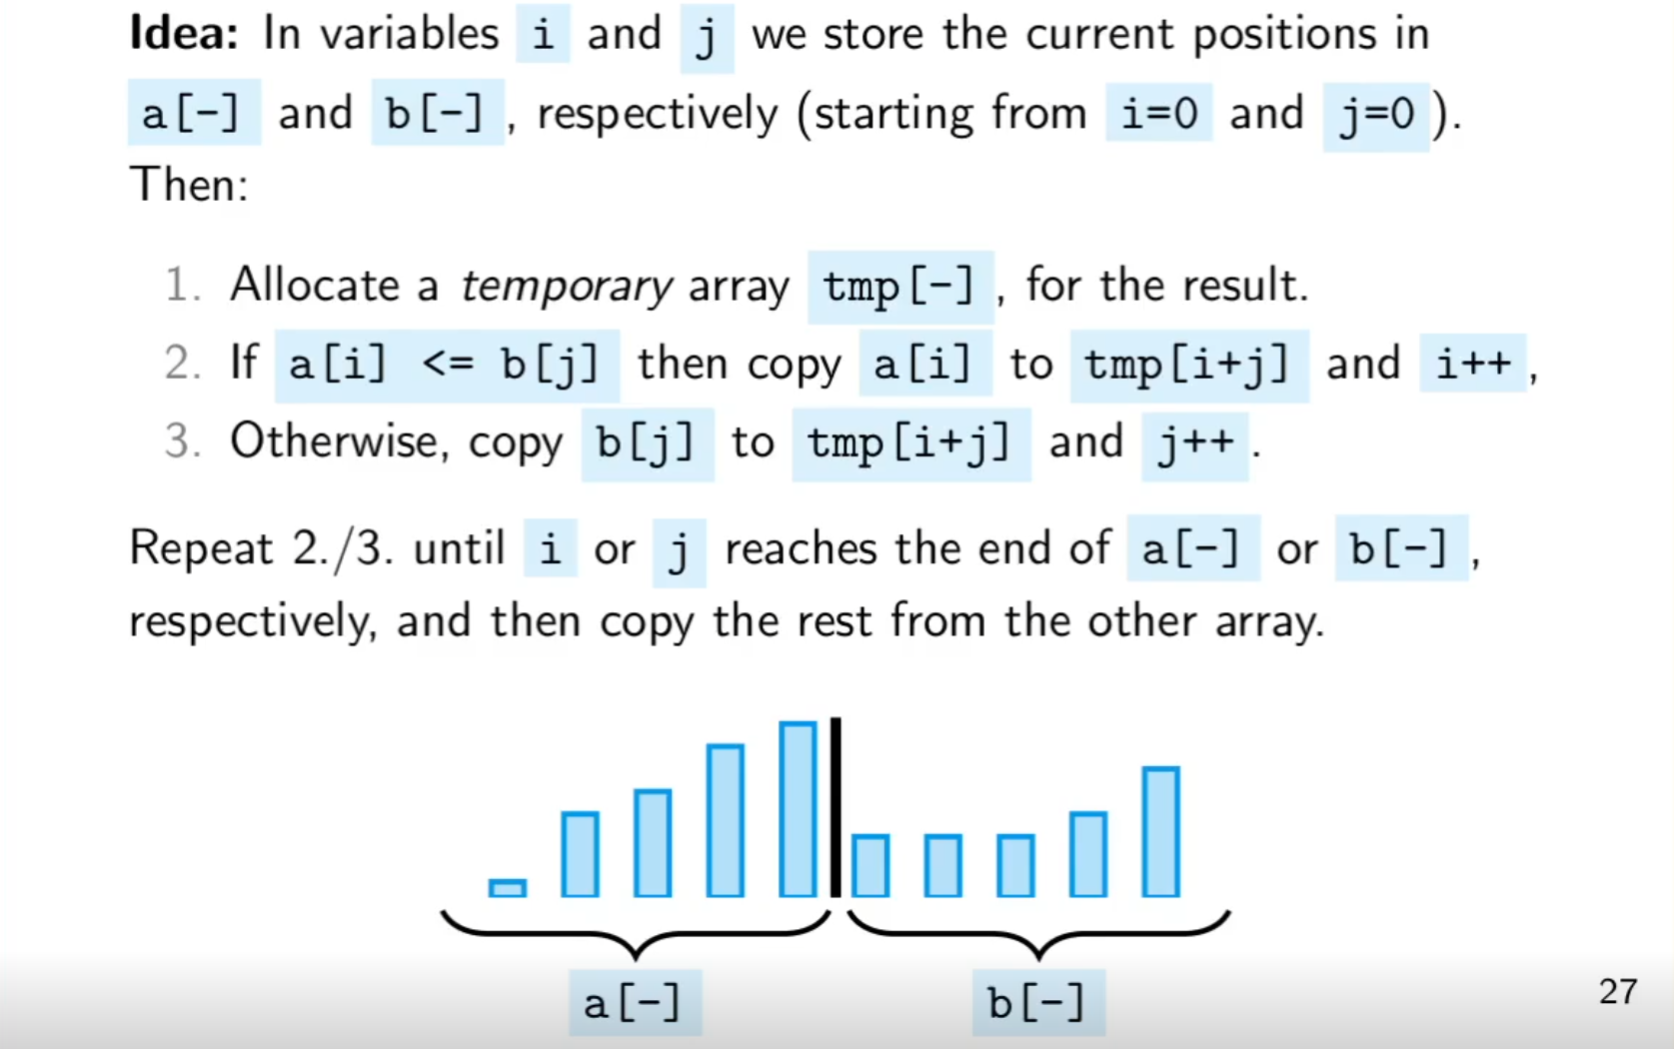 Idea: In variables i and j we store the current positions in
a[-] and b[-] , respectively (starting from i=0 and j=0 ).
Then:
1. Allocate a temporary array tmp[-] , for the result.
2. If a[i] <= b[j] then copy a[i] to tmp[i+j] and i++ ,
3. Otherwise, copy b[j] to tmp[i+j] and j++ .
Repeat 2./3. until i or j reaches the end of a[-] or b[-] ,
respectively, and then copy the rest from the other array.
a[-] b[-]
27